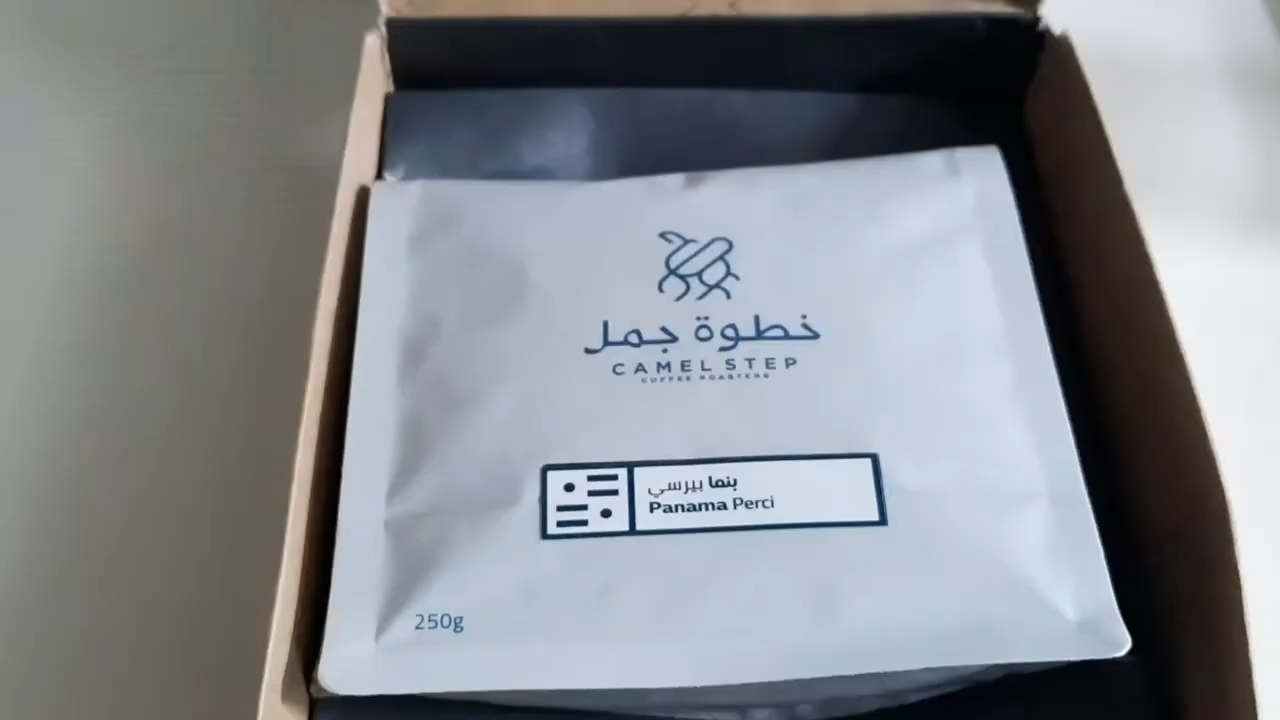 خطوة جمل
CAMEL STEP
COFFEE ROASTERS
بنما بيرسي
Panama Perci
250g